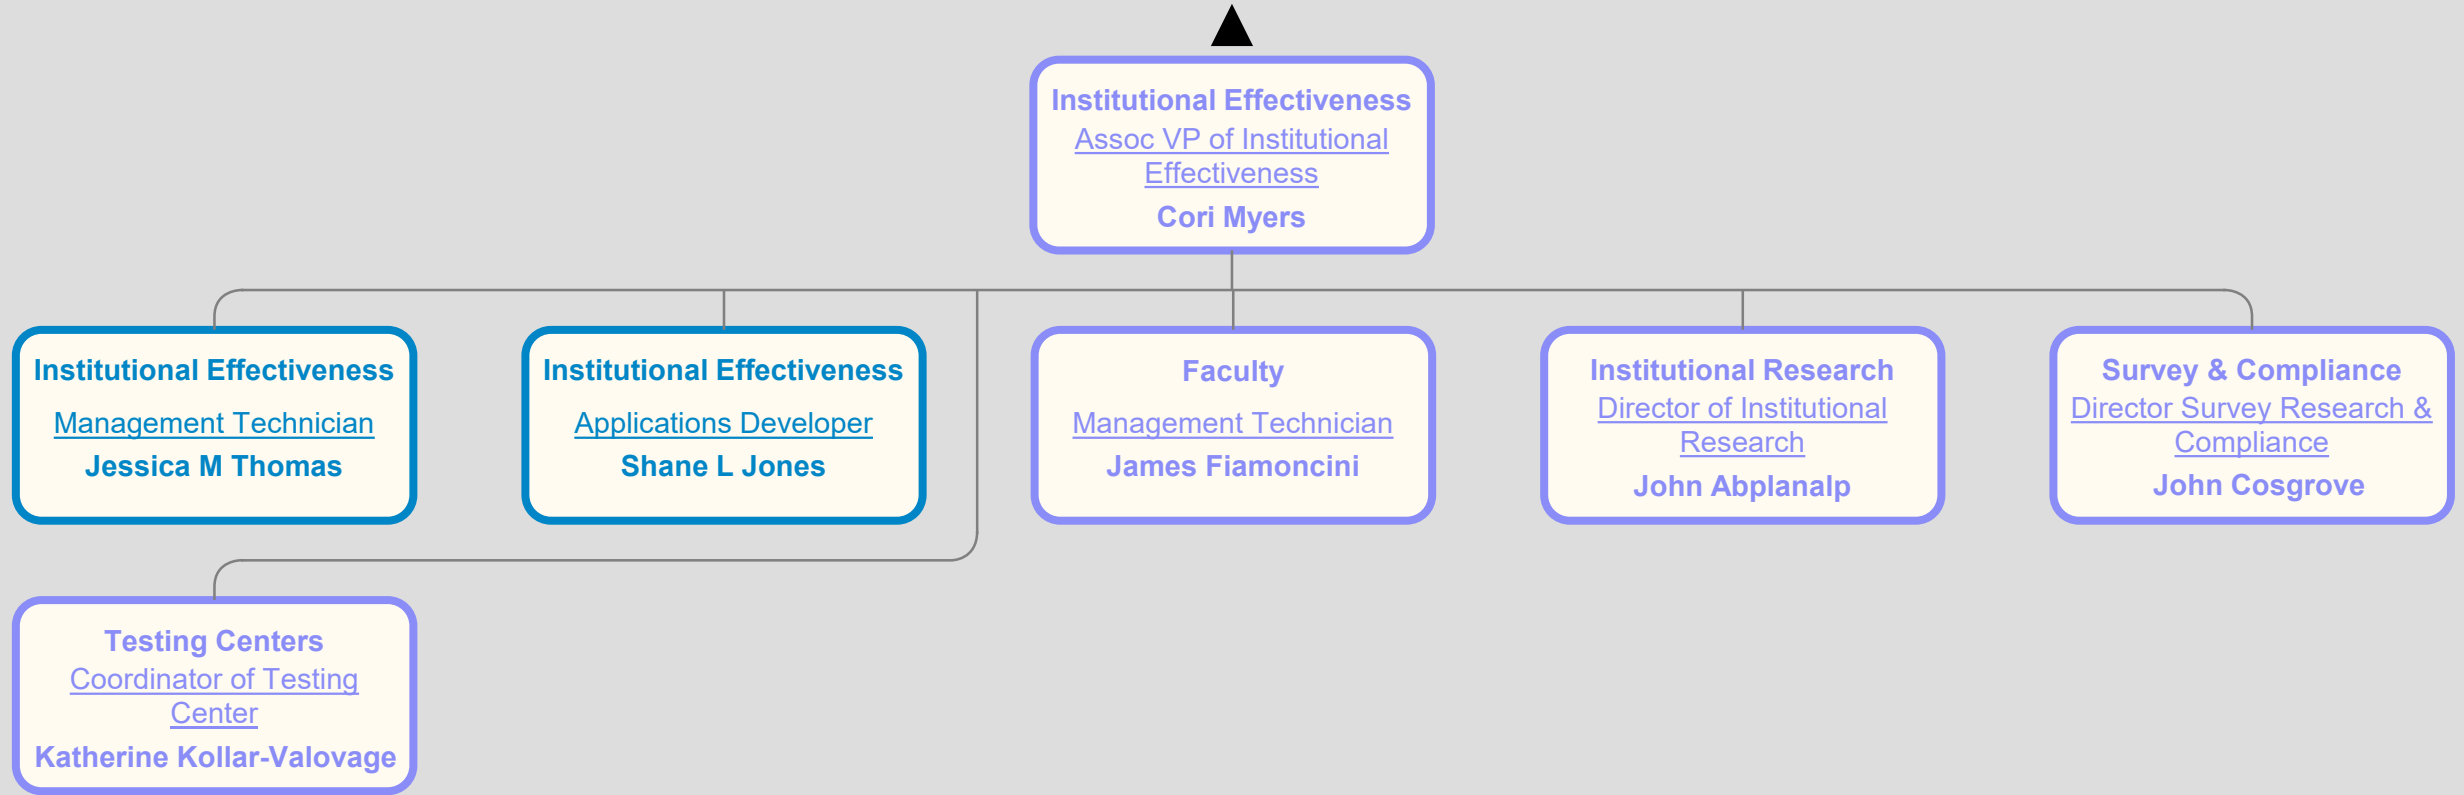 Institutional Effectiveness
Assoc VP of Institutional
Effectiveness
Cori Myers
Institutional Effectiveness
Management Technician
Jessica M Thomas
Institutional Effectiveness
Applications Developer
Shane L Jones
Faculty
Management Technician
James Fiamoncini
Institutional Research
Director of Institutional
Research
John Abplanalp
Survey & Compliance
Director Survey Research &
Compliance
John Cosgrove
Testing Centers
Coordinator of Testing
Center
Katherine Kollar-Valovage